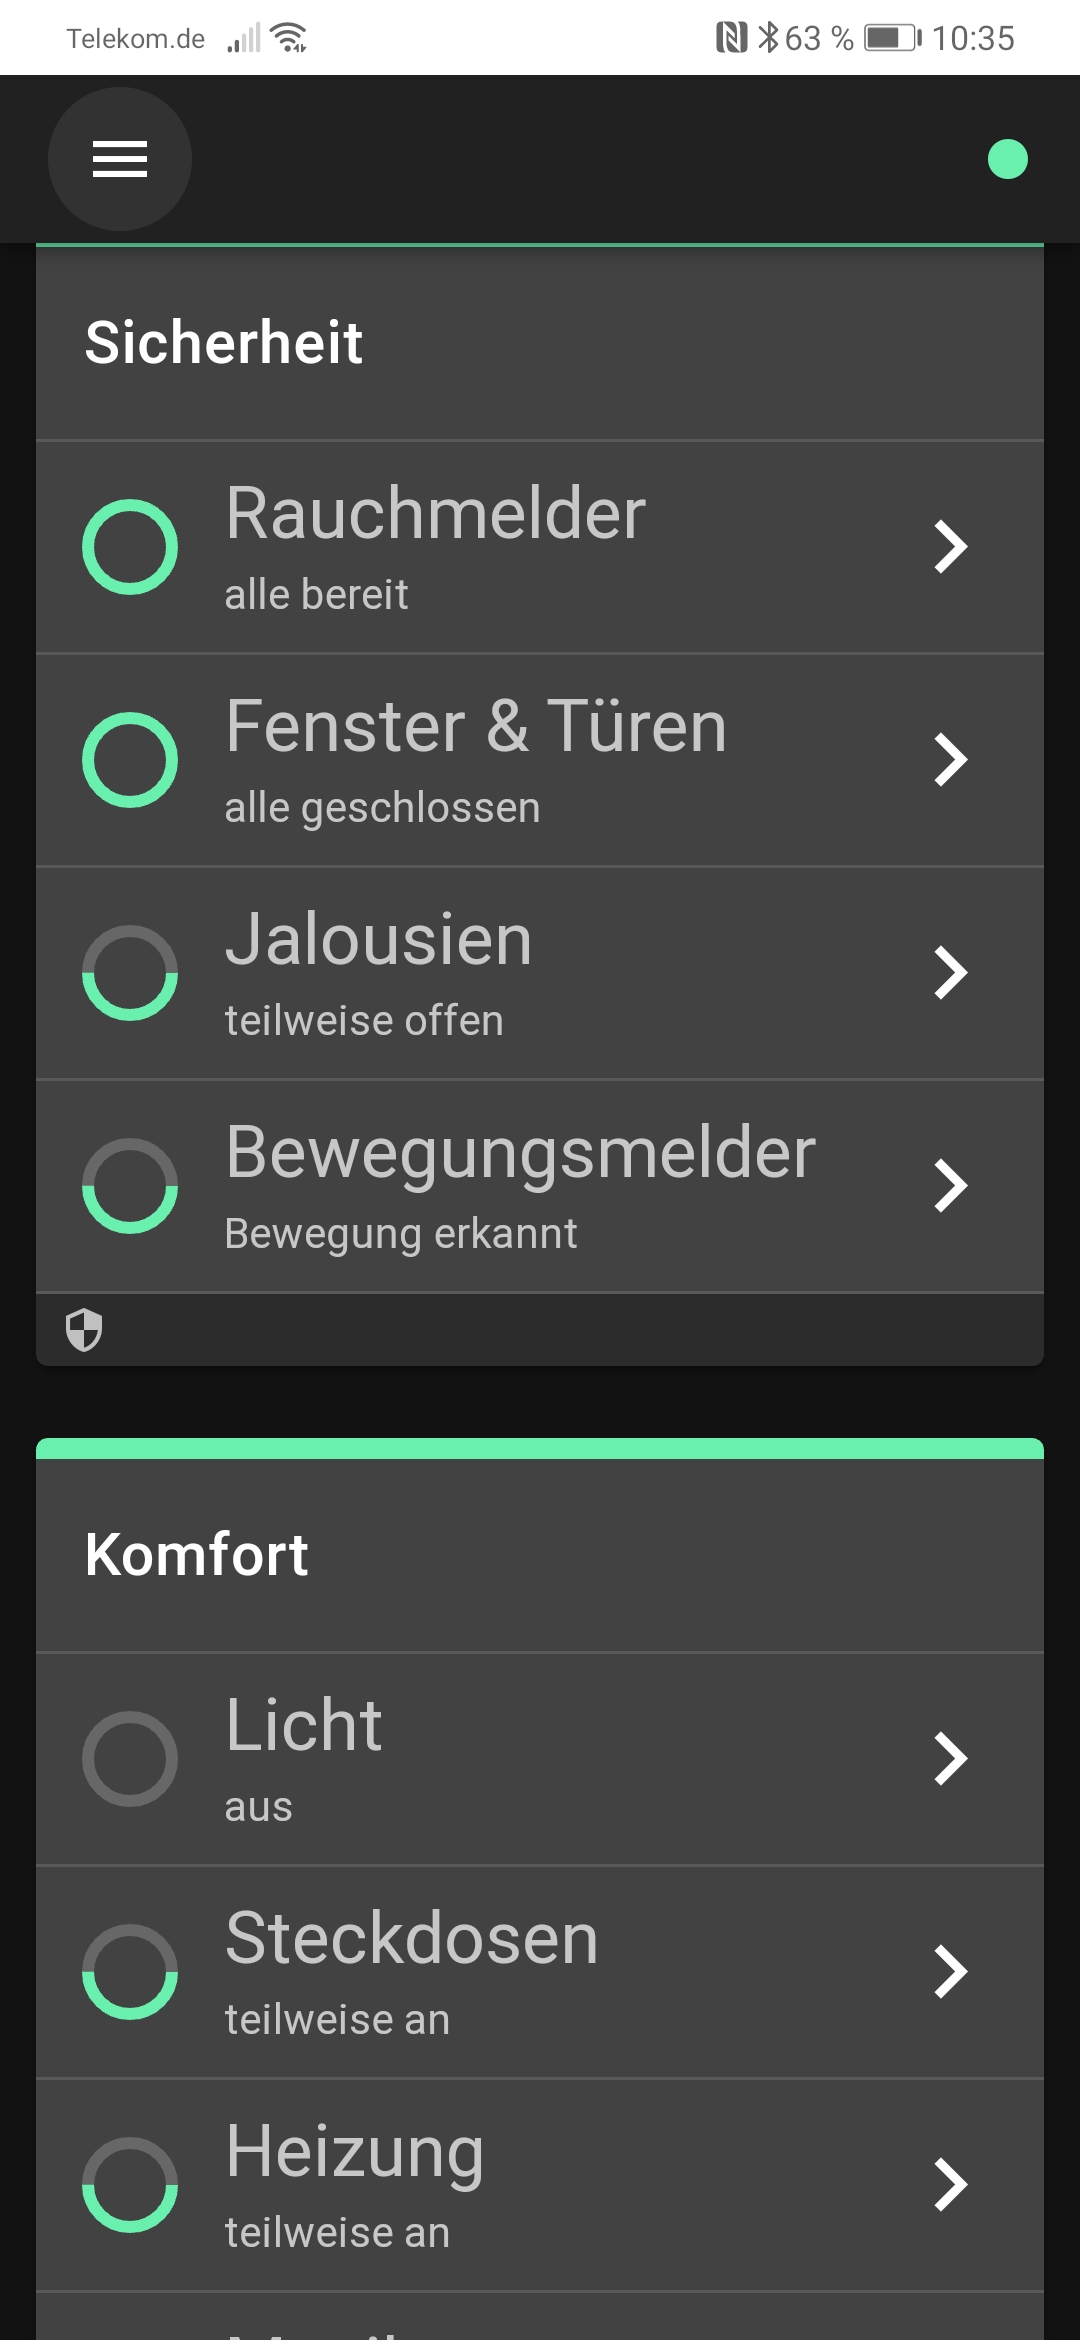 Telekom.de 63 % 10:35
Sicherheit
Rauchmelder
alle bereit
Fenster & Türen
alle geschlossen
Jalousien
teilweise offen
Bewegungsmelder
Bewegung erkannt
Komfort
Licht
aus
Steckdosen
teilweise an
Heizung
teilweise an